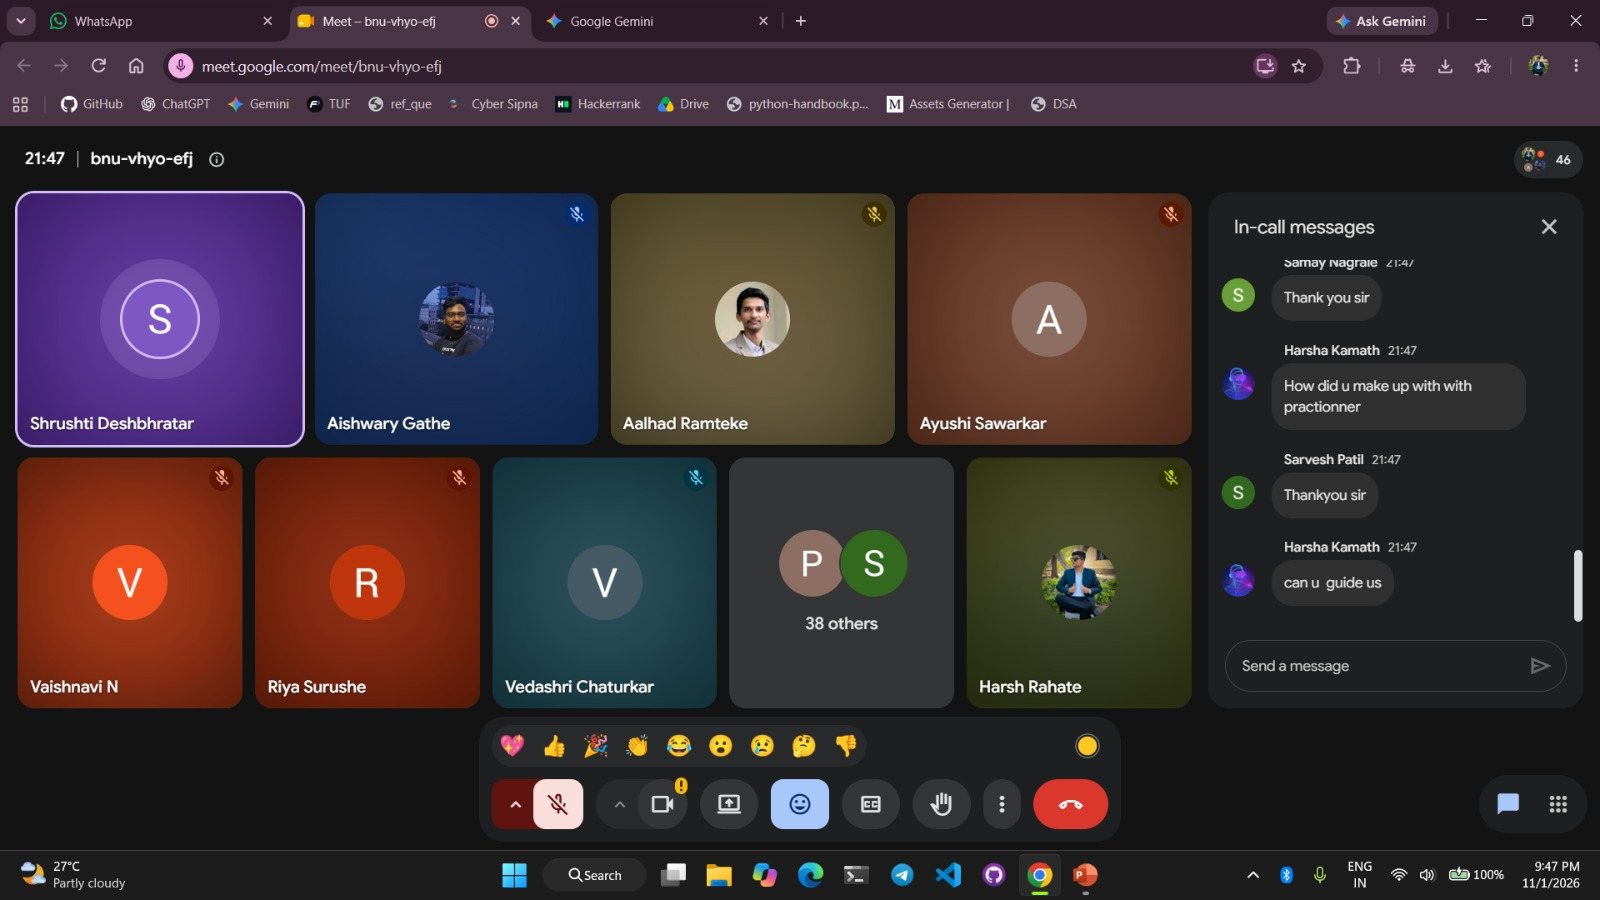 WhatsApp
Meet – bnu-vhyo-efj
Google Gemini
Ask Gemini
meet.google.com/meet/bnu-vhyo-efj
GitHub
ChatGPT
Gemini
TUF
ref_que
Cyber Sipna
Hackerrank
Drive
python-handbook.p...
Assets Generator |
DSA
21:47 | bnu-vhyo-efj
46
S
Shrushti Deshbhratar
Aishwary Gathe
Aalhad Ramteke
A
Ayushi Sawarkar
V
Vaishnavi N
R
Riya Surushe
V
Vedashri Chaturkar
P S
38 others
Harsh Rahate
In-call messages
Samay Nagrale 21:47
S
Thank you sir
Harsha Kamath 21:47
How did u make up with with
practionner
Sarvesh Patil 21:47
S
Thankyou sir
Harsha Kamath 21:47
can u guide us
Send a message
27°C
Partly cloudy
Search
ENG
IN
100%
9:47 PM
11/1/2026